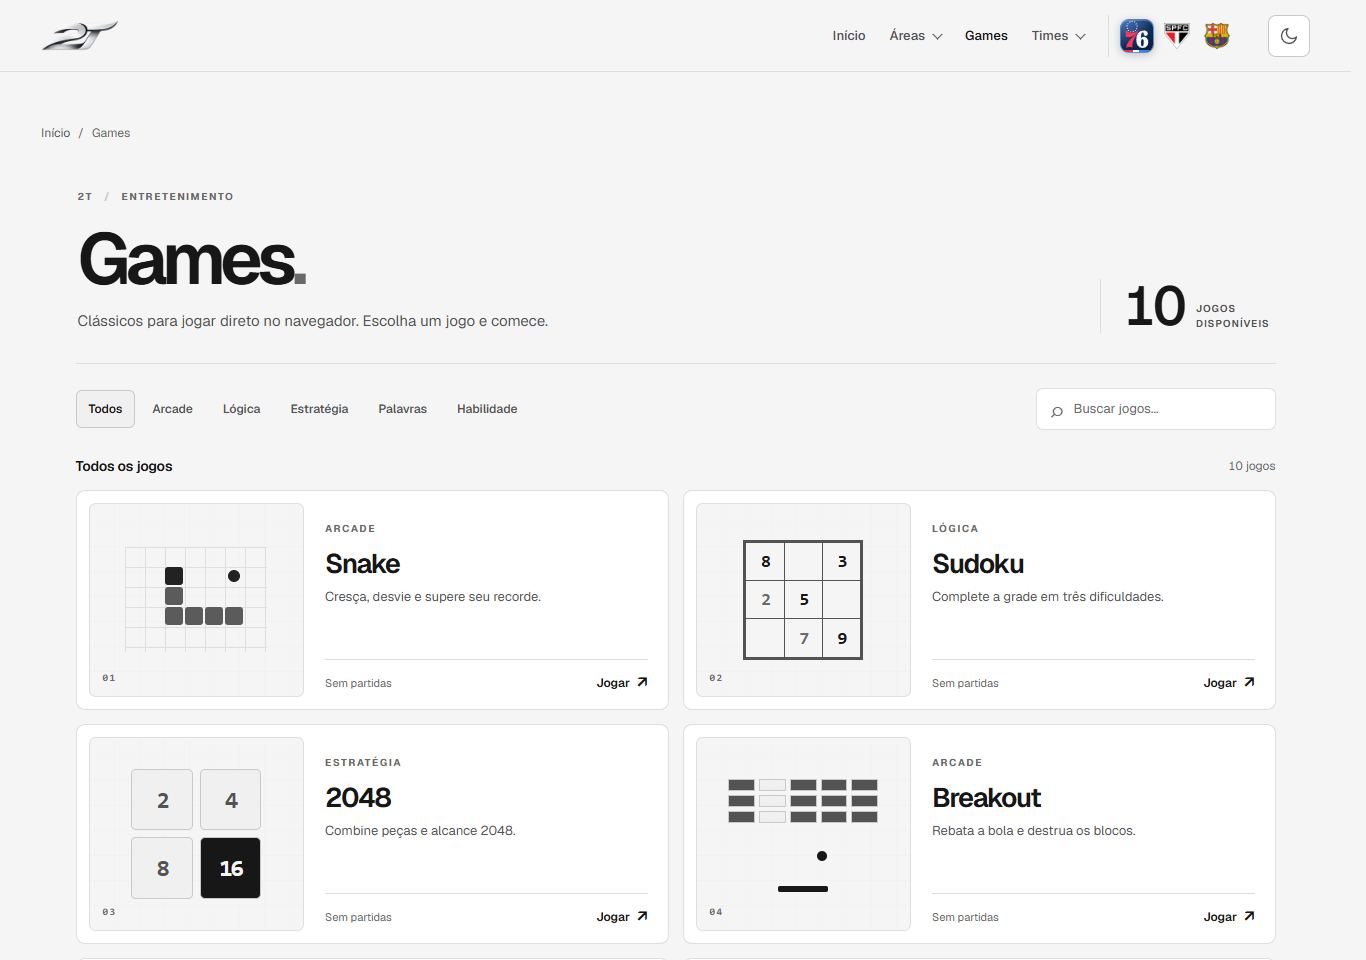 2T
Início
Áreas
Games
Times
76
SPFC
Início / Games
2T / ENTRETENIMENTO
Games.
Clássicos para jogar direto no navegador. Escolha um jogo e comece.
10 JOGOS
DISPONÍVEIS
Todos
Arcade
Lógica
Estratégia
Palavras
Habilidade
Buscar jogos...
Todos os jogos
10 jogos
01
ARCADE
Snake
Cresça, desvie e supere seu recorde.
Sem partidas
Jogar
8 3
2 5
7 9
02
LÓGICA
Sudoku
Complete a grade em três dificuldades.
Sem partidas
Jogar
2 4
8 16
03
ESTRATÉGIA
2048
Combine peças e alcance 2048.
Sem partidas
Jogar
04
ARCADE
Breakout
Rebata a bola e destrua os blocos.
Sem partidas
Jogar